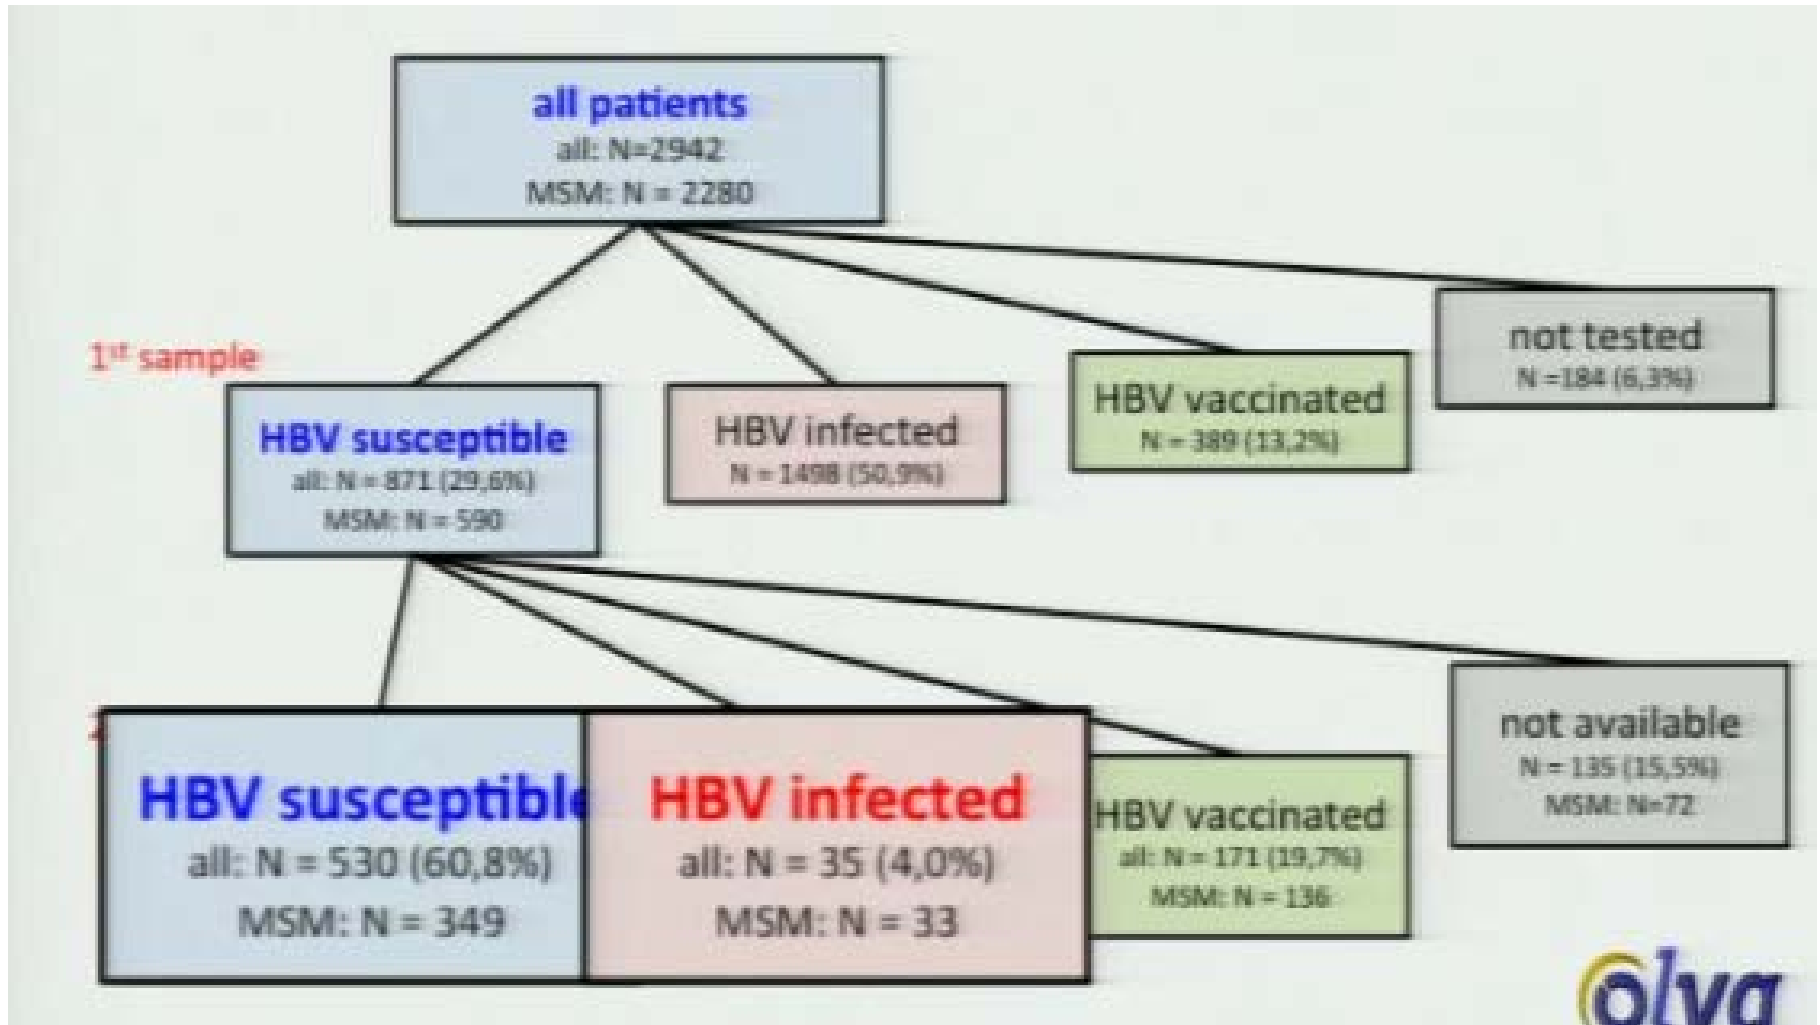 all patients
all: N=2942
MSM: N = 2280
1st sample
not tested
N =184 (6,3%)
HBV susceptible
all: N = 871 (29,6%)
MSM: N = 590
HBV infected
N = 1498 (50,9%)
HBV vaccinated
N = 389 (13,2%)
2
HBV susceptible
all: N = 530 (60,8%)
MSM: N = 349
HBV infected
all: N = 35 (4,0%)
MSM: N = 33
HBV vaccinated
all: N = 171 (19,7%)
MSM: N = 136
not available
N = 135 (15,5%)
MSM: N=72
olvg